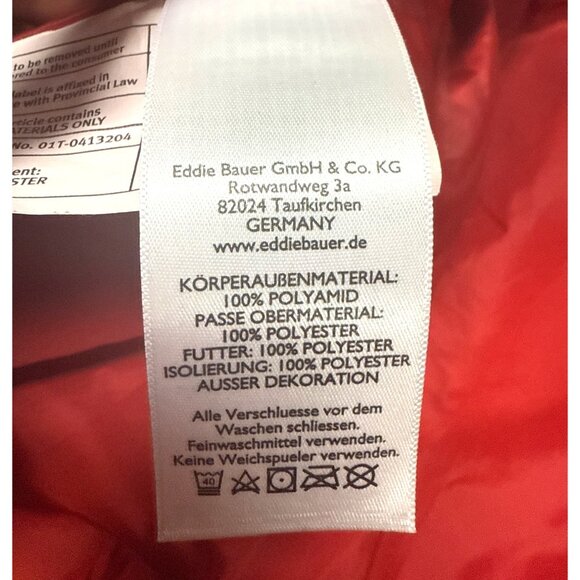 to be removed until
ered to the consumer
label is affixed in
e with Provincial Law
rticle contains
TERIALS ONLY
No. 01T-0413204
ent:
STER
Eddie Bauer GmbH & Co. KG
Rotwandweg 3a
82024 Taufkirchen
GERMANY
www.eddiebauer.de
KÖRPERAUßENMATERIAL:
100% POLYAMID
PASSE OBERMATERIAL:
100% POLYESTER
FUTTER: 100% POLYESTER
ISOLIERUNG: 100% POLYESTER
AUSSER DEKORATION
Alle Verschluesse vor dem
Waschen schliessen.
Feinwaschmittel verwenden.
Keine Weichspueler verwenden.
40